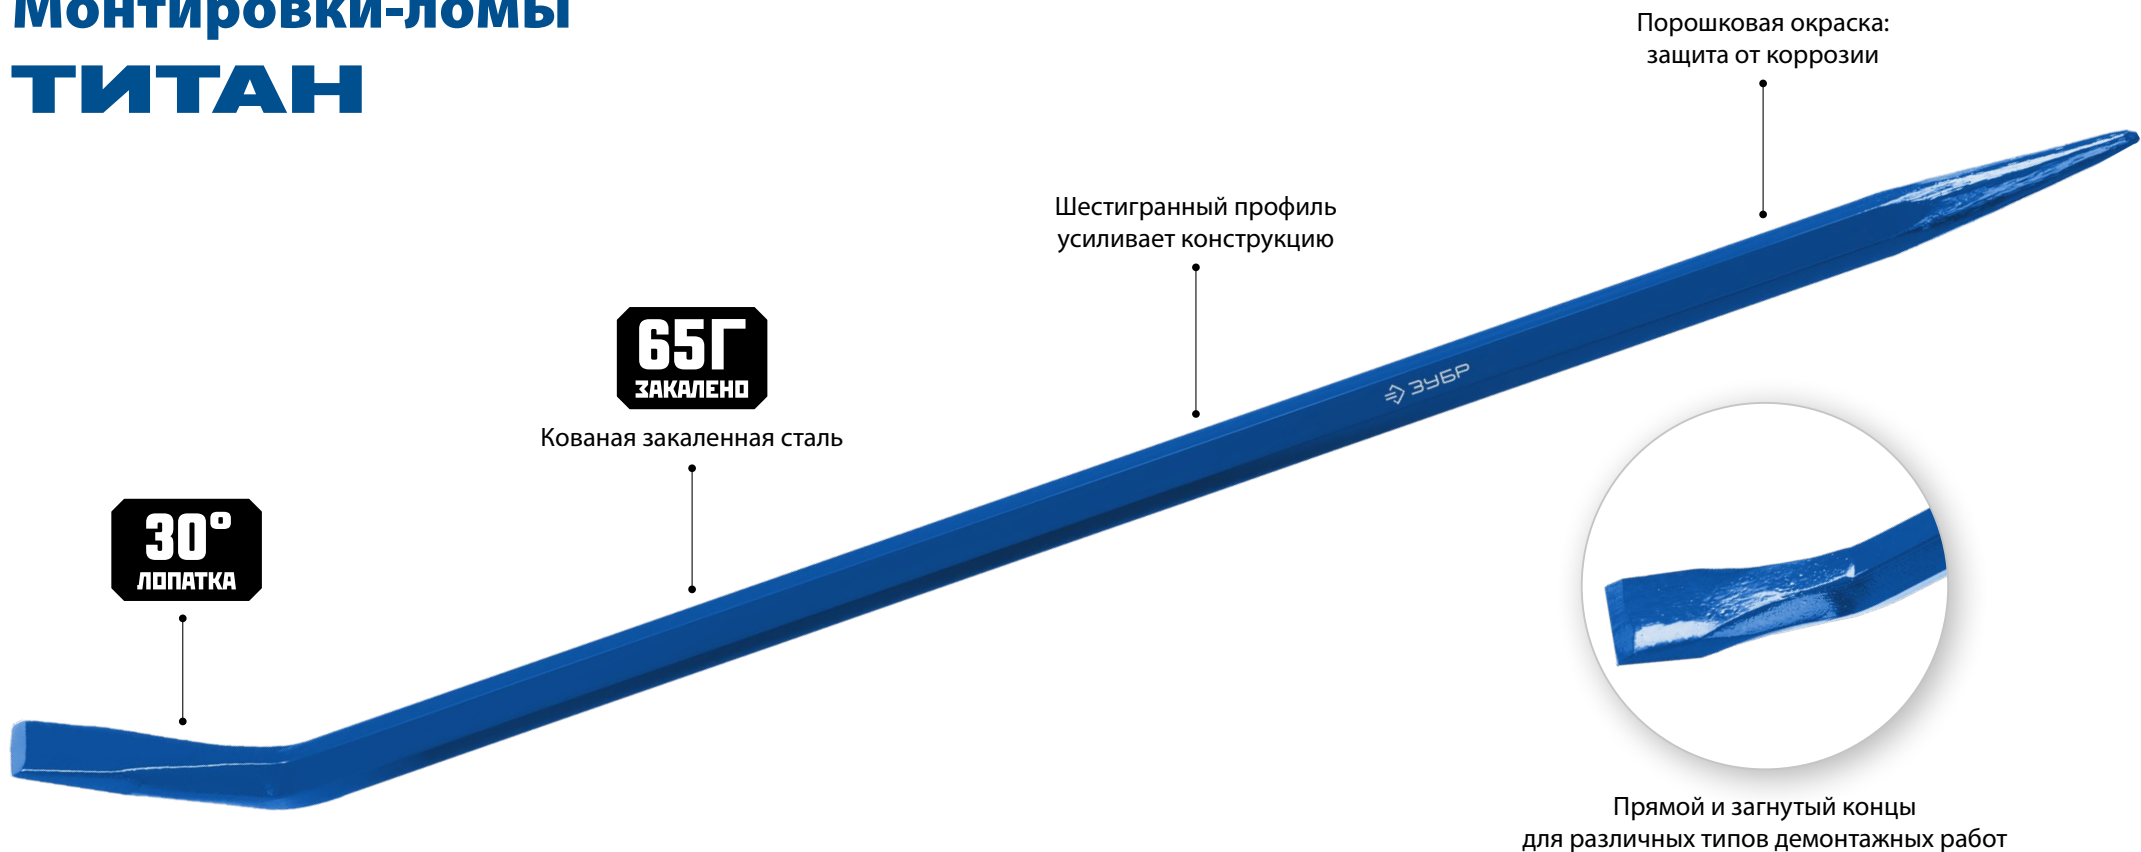 Монтировки-ломы
ТИТАН
Порошковая окраска:
защита от коррозии
Шестигранный профиль
усиливает конструкцию
65Г
ЗАКАЛЕНО
Кованая закаленная сталь
ЗУБР
30°
ЛОПАТКА
Прямой и загнутый концы
для различных типов демонтажных работ